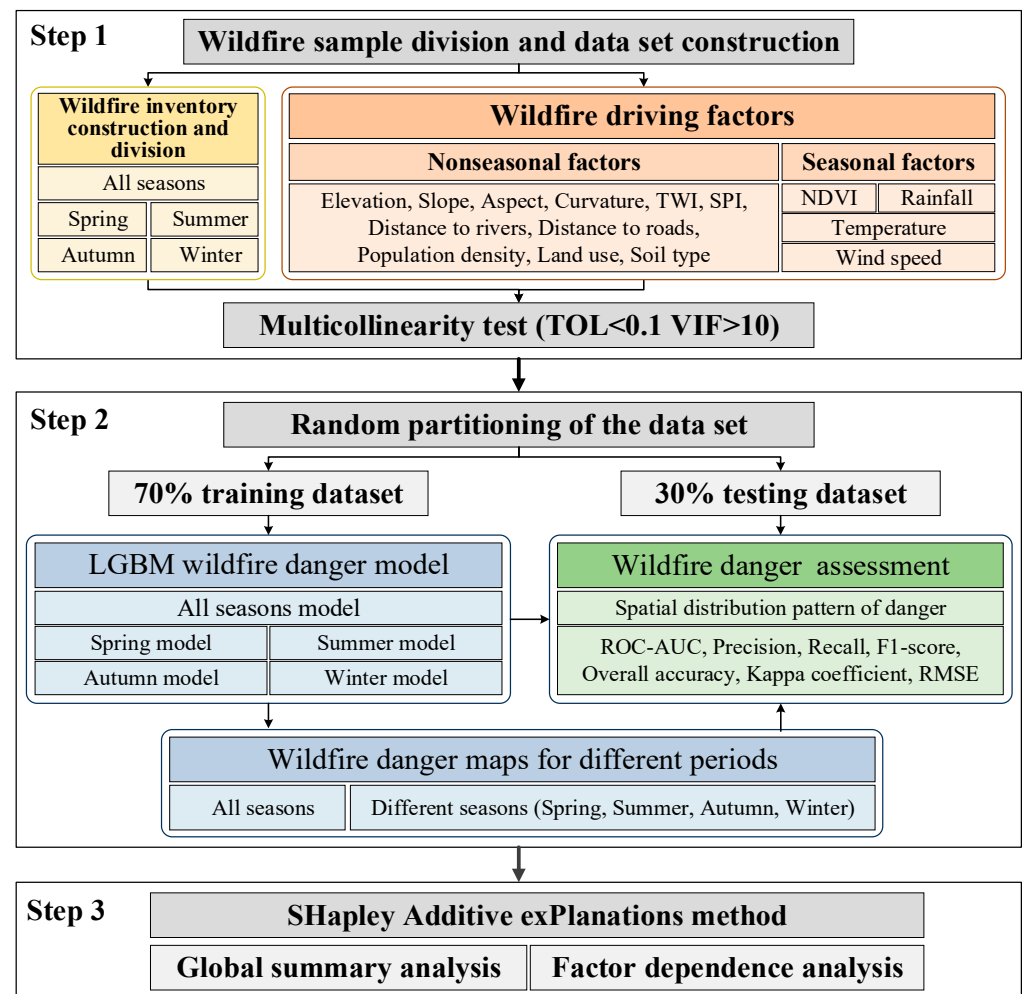 Step 1
Wildfire sample division and data set construction
Wildfire inventory
construction and
division
All seasons
Spring
Summer
Autumn
Winter
Wildfire driving factors
Nonseasonal factors
Elevation, Slope, Aspect, Curvature, TWI, SPI,
Distance to rivers, Distance to roads,
Population density, Land use, Soil type
Seasonal factors
NDVI
Rainfall
Temperature
Wind speed
Multicollinearity test (TOL<0.1 VIF>10)
Step 2
Random partitioning of the data set
70% training dataset
30% testing dataset
LGBM wildfire danger model
All seasons model
Spring model
Summer model
Autumn model
Winter model
Wildfire danger assessment
Spatial distribution pattern of danger
ROC-AUC, Precision, Recall, F1-score,
Overall accuracy, Kappa coefficient, RMSE
Wildfire danger maps for different periods
All seasons
Different seasons (Spring, Summer, Autumn, Winter)
Step 3
SHapley Additive exPlanations method
Global summary analysis
Factor dependence analysis